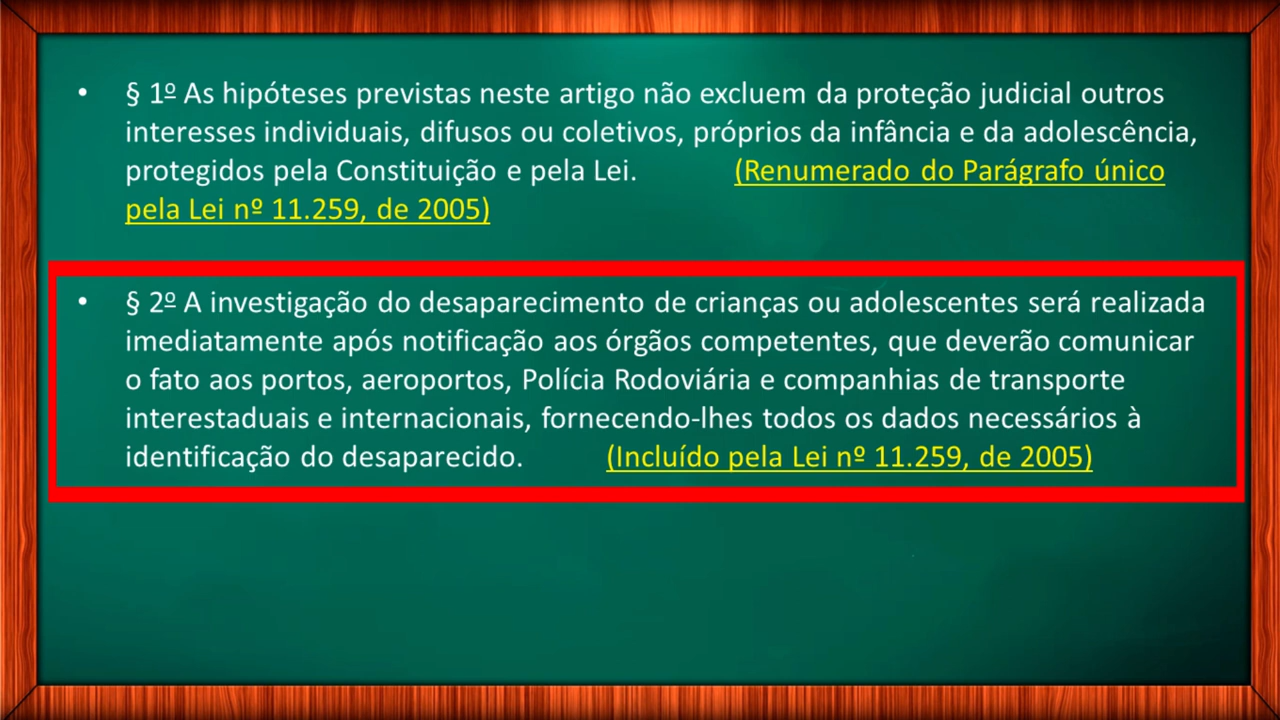 • § 1º As hipóteses previstas neste artigo não excluem da proteção judicial outros
interesses individuais, difusos ou coletivos, próprios da infância e da adolescência,
protegidos pela Constituição e pela Lei. (Renumerado do Parágrafo único
pela Lei nº 11.259, de 2005)
• § 2º A investigação do desaparecimento de crianças ou adolescentes será realizada
imediatamente após notificação aos órgãos competentes, que deverão comunicar
o fato aos portos, aeroportos, Polícia Rodoviária e companhias de transporte
interestaduais e internacionais, fornecendo-lhes todos os dados necessários à
identificação do desaparecido. (Incluído pela Lei nº 11.259, de 2005)